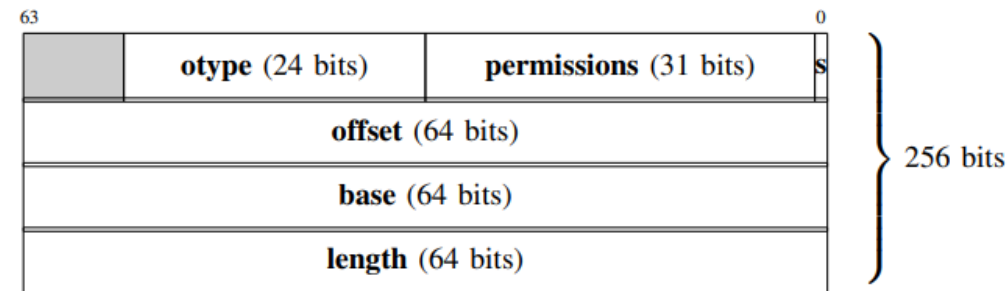 63 0
otype (24 bits) permissions (31 bits) s
offset (64 bits)
base (64 bits)
256 bits
length (64 bits)